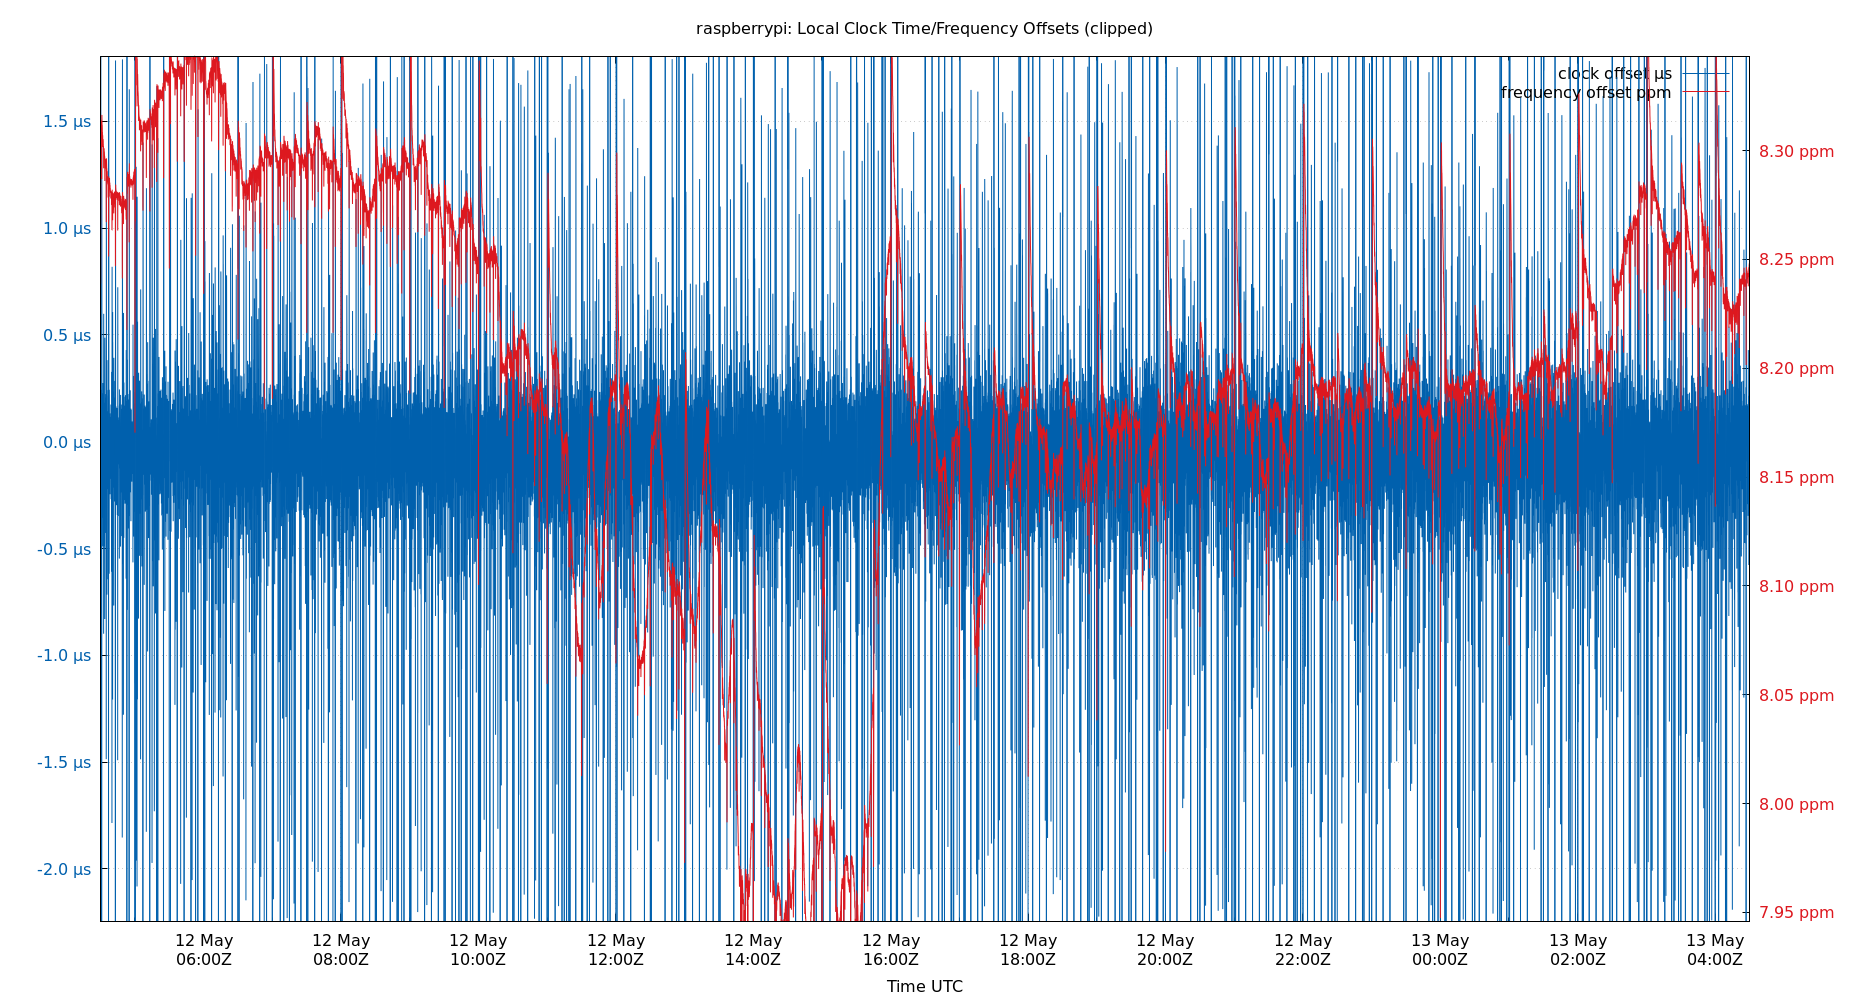 raspberrypi: Local Clock Time/Frequency Offsets (clipped)
clock offset µs
frequency offset ppm
1.5 µs
1.0 µs
0.5 µs
0.0 µs
-0.5 µs
-1.0 µs
-1.5 µs
-2.0 µs
8.30 ppm
8.25 ppm
8.20 ppm
8.15 ppm
8.10 ppm
8.05 ppm
8.00 ppm
7.95 ppm
12 May 12 May 12 May 12 May 12 May 12 May 12 May 12 May 12 May 13 May 13 May 13 May
06:00Z 08:00Z 10:00Z 12:00Z 14:00Z 16:00Z 18:00Z 20:00Z 22:00Z 00:00Z 02:00Z 04:00Z
Time UTC